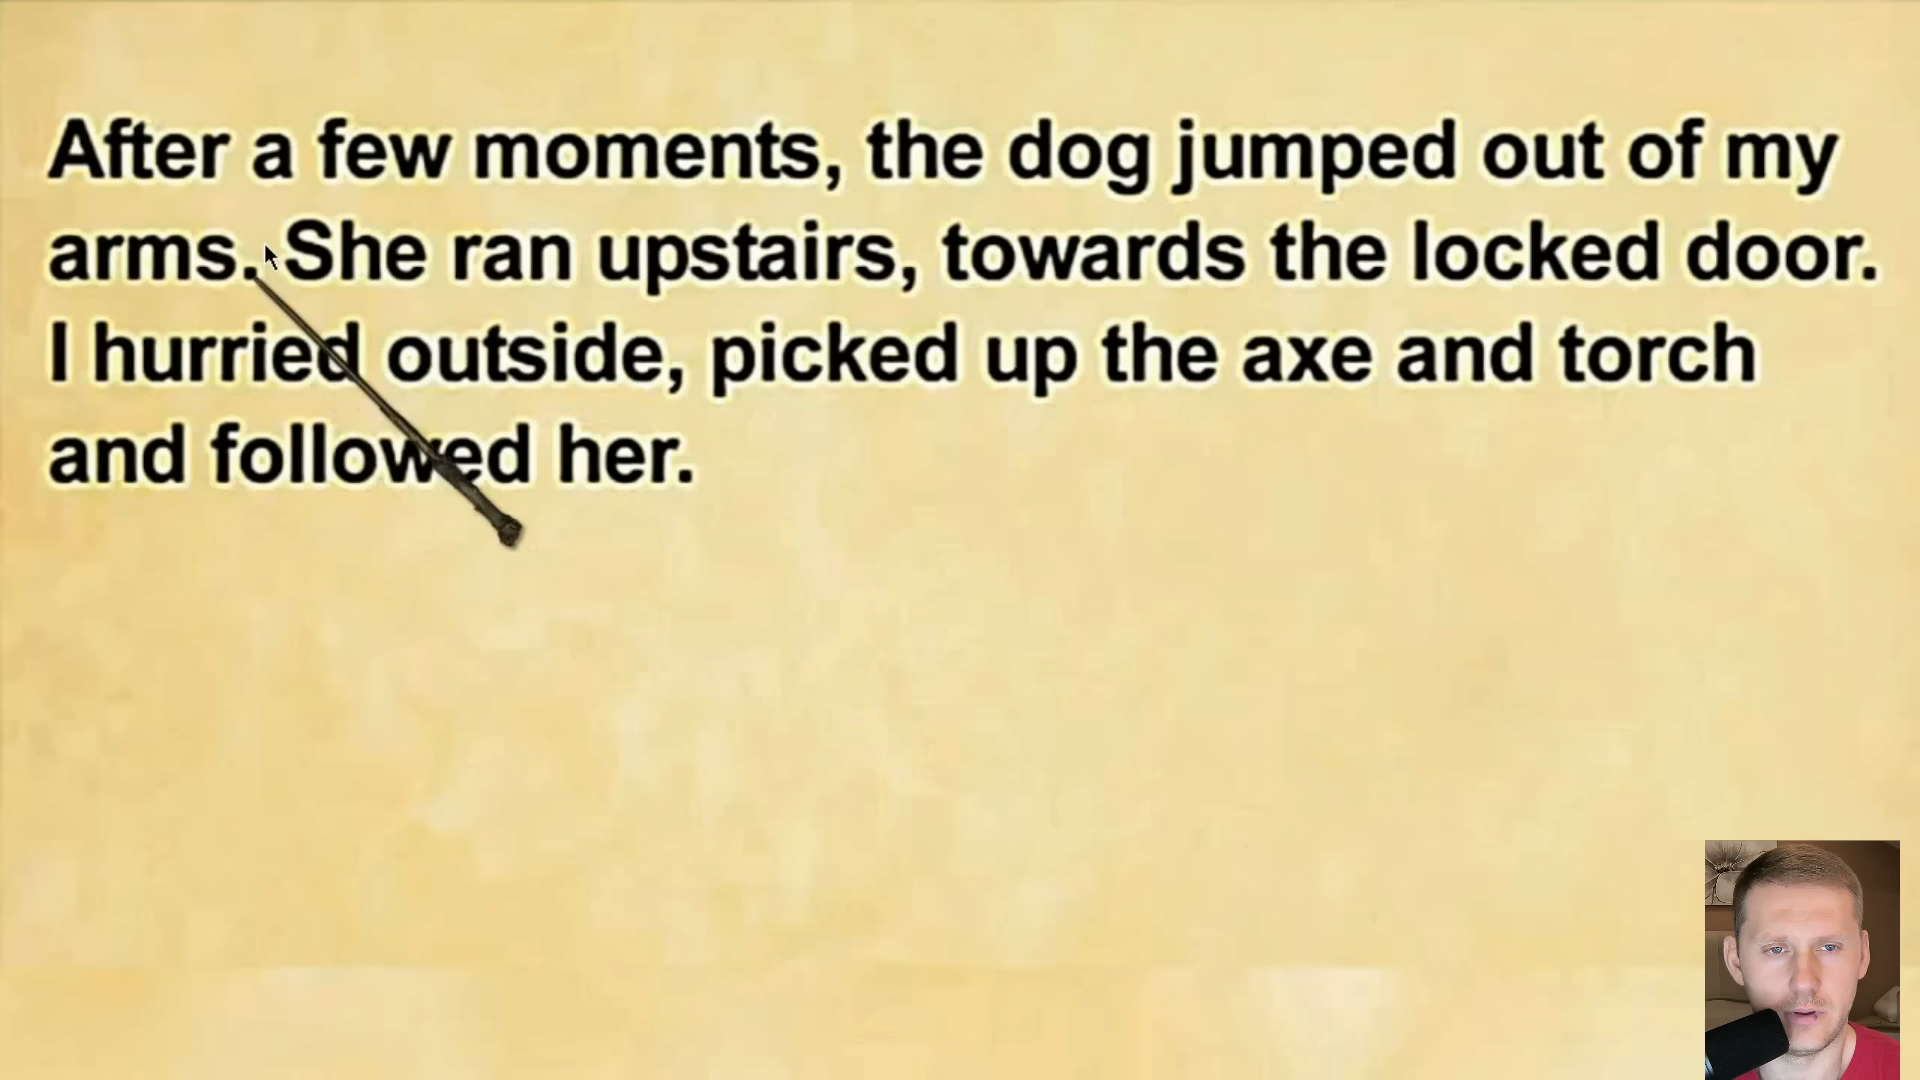 After a few moments, the dog jumped out of my
arms. She ran upstairs, towards the locked door.
I hurried outside, picked up the axe and torch
and followed her.